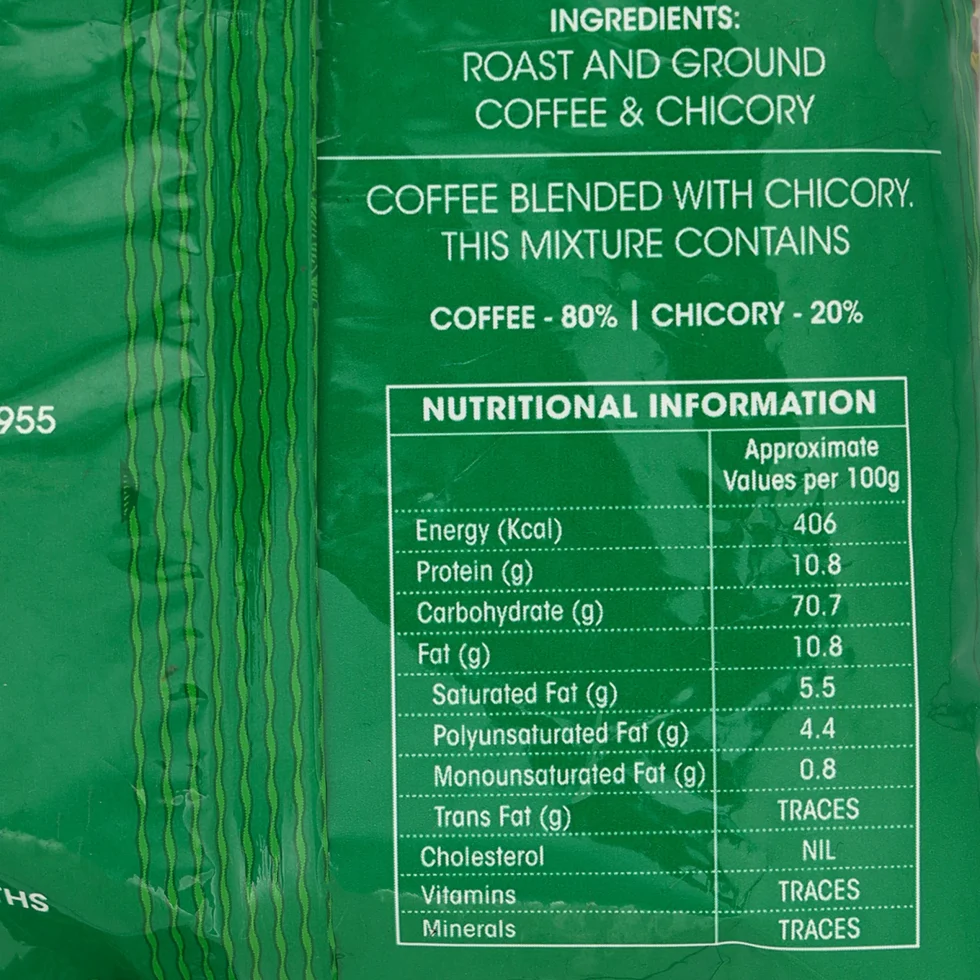 INGREDIENTS:
ROAST AND GROUND
COFFEE & CHICORY
COFFEE BLENDED WITH CHICORY.
THIS MIXTURE CONTAINS
COFFEE - 80% | CHICORY - 20%
955
NUTRITIONAL INFORMATION
Approximate
Values per 100g
Energy (Kcal) 406
Protein (g) 10.8
Carbohydrate (g) 70.7
Fat (g) 10.8
Saturated Fat (g) 5.5
Polyunsaturated Fat (g) 4.4
Monounsaturated Fat (g) 0.8
Trans Fat (g) TRACES
Cholesterol NIL
Vitamins TRACES
Minerals TRACES
THS